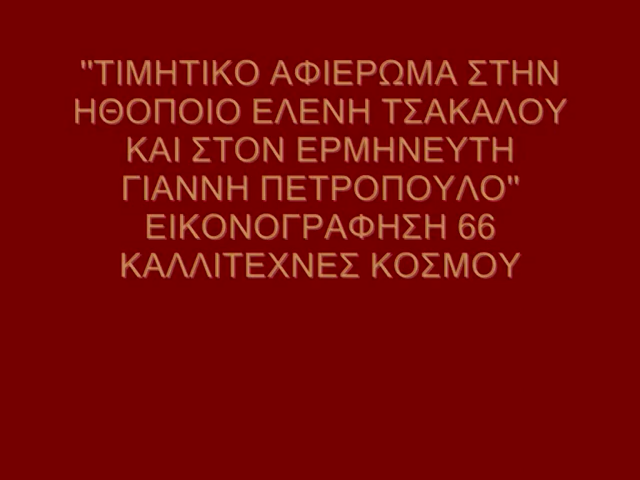 "ΤΙΜΗΤΙΚΟ ΑΦΙΕΡΩΜΑ ΣΤΗΝ
ΗΘΟΠΟΙΟ ΕΛΕΝΗ ΤΣΑΚΑΛΟΥ
ΚΑΙ ΣΤΟΝ ΕΡΜΗΝΕΥΤΗ
ΓΙΑΝΝΗ ΠΕΤΡΟΠΟΥΛΟ"
ΕΙΚΟΝΟΓΡΑΦΗΣΗ 66
ΚΑΛΛΙΤΕΧΝΕΣ ΚΟΣΜΟΥ